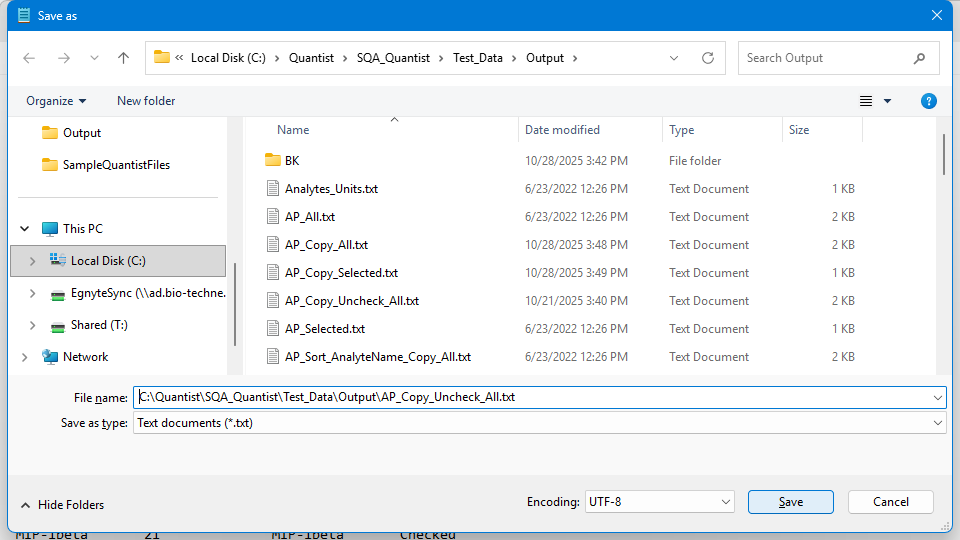 Save as
« Local Disk (C:) › Quantist › SQA_Quantist › Test_Data › Output ›
Search Output
Organize
New folder
Output
SampleQuantistFiles
This PC
Local Disk (C:)
EgnyteSync (\\ad.bio-techne.
Shared (T:)
Network
Name Date modified Type Size
BK 10/28/2025 3:42 PM File folder
Analytes_Units.txt 6/23/2022 12:26 PM Text Document 1 KB
AP_All.txt 6/23/2022 12:26 PM Text Document 2 KB
AP_Copy_All.txt 10/28/2025 3:48 PM Text Document 2 KB
AP_Copy_Selected.txt 10/28/2025 3:49 PM Text Document 1 KB
AP_Copy_Uncheck_All.txt 10/21/2025 3:40 PM Text Document 2 KB
AP_Selected.txt 6/23/2022 12:26 PM Text Document 1 KB
AP_Sort_AnalyteName_Copy_All.txt 6/23/2022 12:26 PM Text Document 2 KB
File name: C:\Quantist\SQA_Quantist\Test_Data\Output\AP_Copy_Uncheck_All.txt
Save as type: Text documents (*.txt)
Hide Folders
Encoding: UTF-8
Save
Cancel
MIP-1beta 21 MIP-1beta Checked